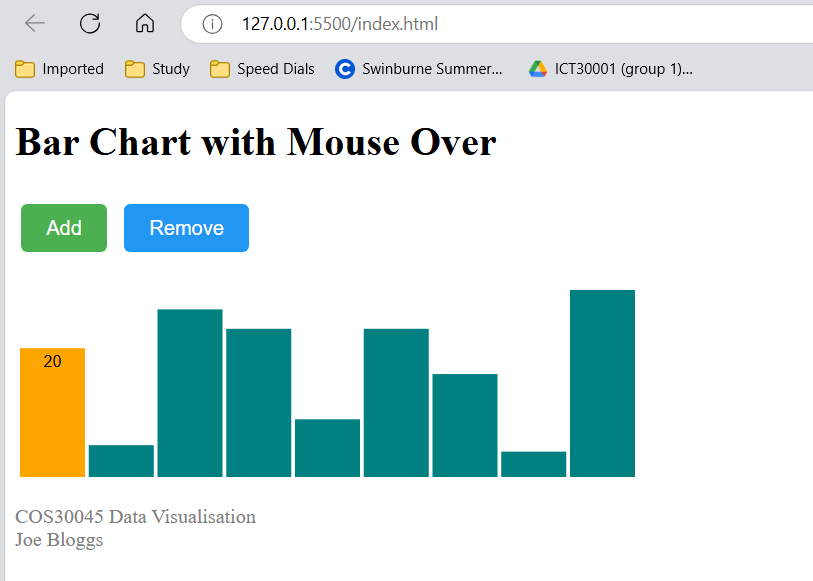 127.0.0.1:5500/index.html
Imported Study Speed Dials Swinburne Summer... ICT30001 (group 1)...
Bar Chart with Mouse Over
Add Remove
20
COS30045 Data Visualisation
Joe Bloggs